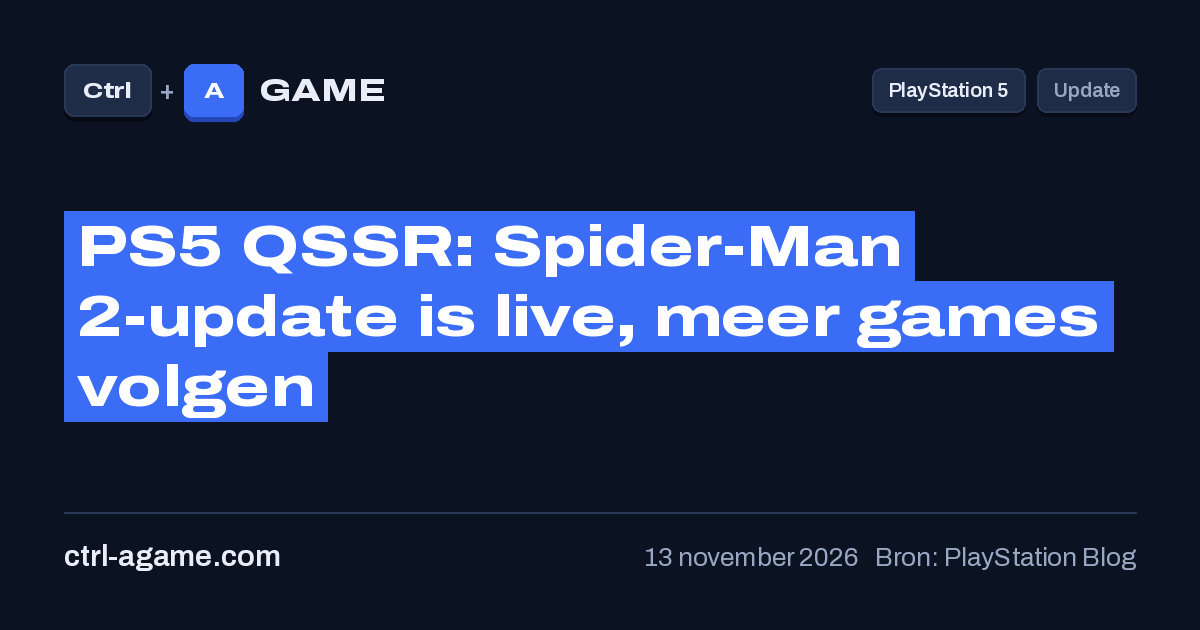 Ctrl + A GAME
PlayStation 5
Update
PS5 QSSR: Spider-Man
2-update is live, meer games
volgen
ctrl-agame.com
13 november 2026 Bron: PlayStation Blog